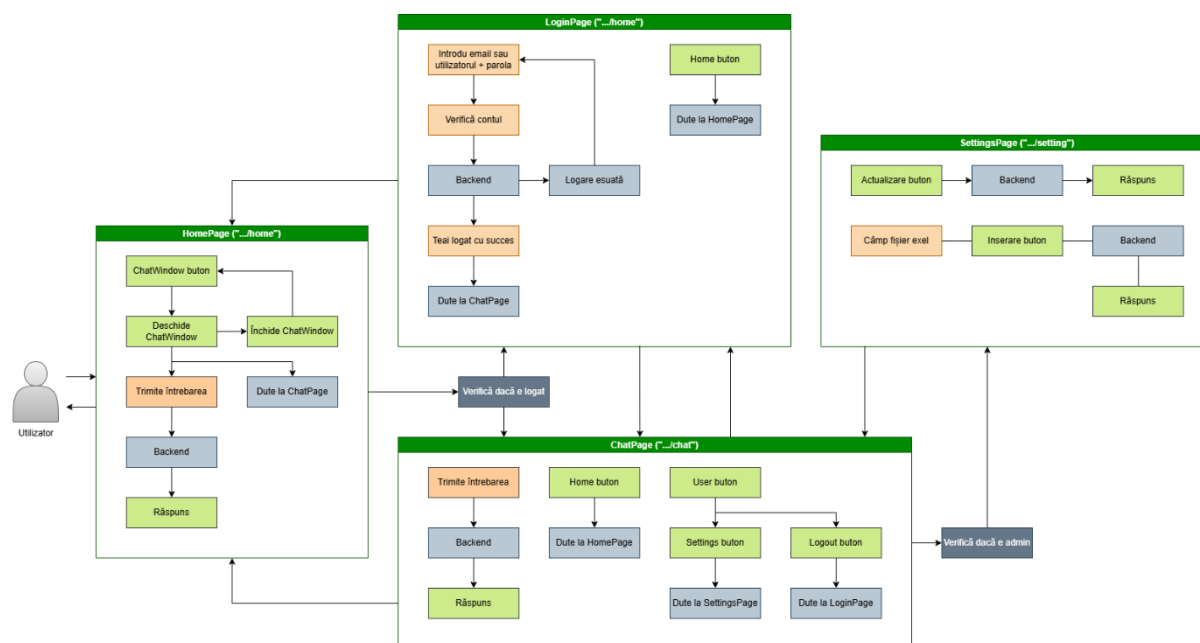 LoginPage (".../home")
Introdu email sau
utilizatorul + parola
Verifică contul
Backend
Logare esuată
Teai logat cu succes
Dute la ChatPage
Home buton
Dute la HomePage
SettingsPage (".../setting")
Actualizare buton
Backend
Răspuns
Câmp fișier exel
Inserare buton
Backend
Răspuns
HomePage (".../home")
ChatWindow buton
Deschide
ChatWindow
Închide ChatWindow
Trimite întrebarea
Dute la ChatPage
Backend
Răspuns
Utilizator
Verifică dacă e logat
ChatPage (".../chat")
Trimite întrebarea
Backend
Răspuns
Home buton
Dute la HomePage
User buton
Settings buton
Logout buton
Dute la SettingsPage
Dute la LoginPage
Verifică dacă e admin